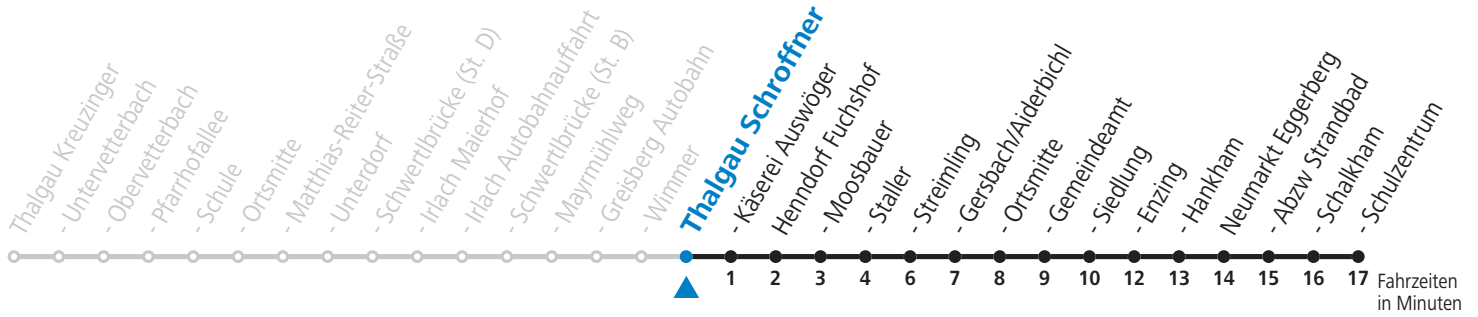 Thalgau Kreuzinger
- Untervetterbach
- Obervetterbach
- Pfarrhofallee
- Schule
- Ortsmitte
- Matthias-Reiter-Straße
- Unterdorf
- Schwertlbrücke (St. D)
- Irlach Maierhof
- Irlach Autobahnauffahrt
- Schwertlbrücke (St. B)
- Mayrmühlweg
- Greisberg Autobahn
- Wimmer
Thalgau Schroffner
- Käserei Auswöger
Henndorf Fuchshof
- Moosbauer
- Staller
- Streimling
- Gersbach/Aiderbichl
- Ortsmitte
- Gemeindeamt
- Siedlung
- Enzing
- Hankham
Neumarkt Eggerberg
- Abzw Strandbad
- Schalkham
- Schulzentrum
1 2 3 4 6 7 8 9 10 12 13 14 15 16 17
Fahrzeiten
in Minuten